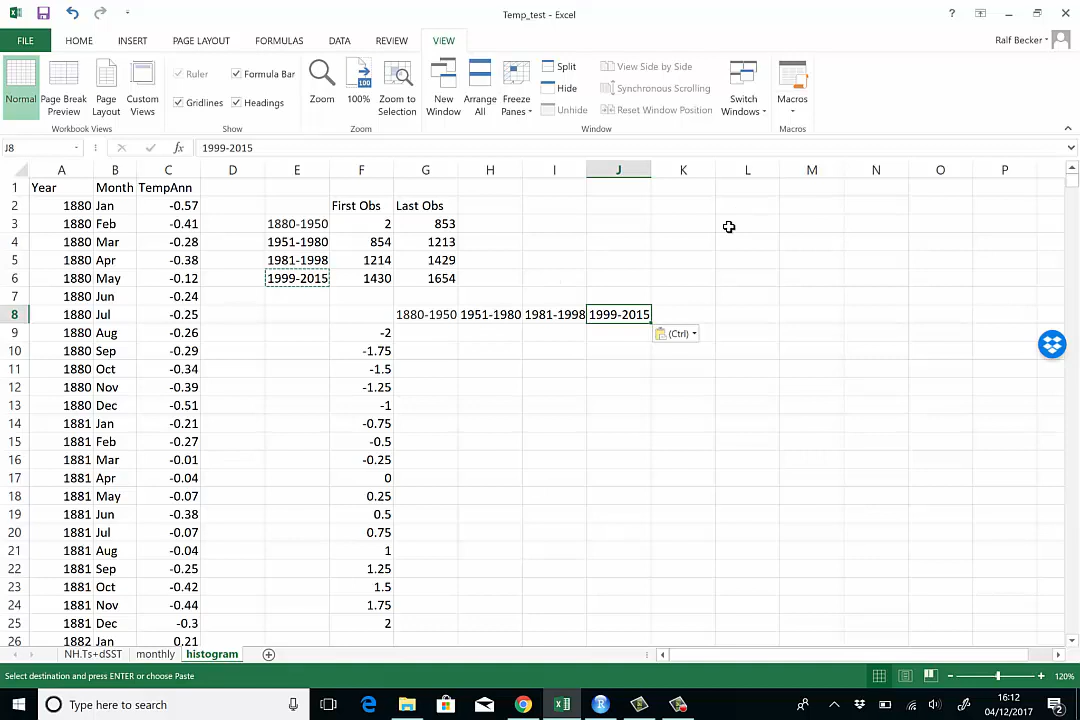 Temp_test - Excel
Ralf Becker
FILE HOME INSERT PAGE LAYOUT FORMULAS DATA REVIEW VIEW
Normal
Page Break Preview
Page Layout
Custom Views
Workbook Views
Ruler
Formula Bar
Gridlines
Headings
Show
Zoom
100%
Zoom to Selection
Zoom
New Window
Arrange All
Freeze Panes
Split
Hide
Unhide
View Side by Side
Synchronous Scrolling
Reset Window Position
Window
Switch Windows
Macros
Macros
J8 fx 1999-2015
A B C D E F G H I J K L M N O P
1 Year Month TempAnn
2 1880 Jan -0.57 First Obs Last Obs
3 1880 Feb -0.41 1880-1950 2 853
4 1880 Mar -0.28 1951-1980 854 1213
5 1880 Apr -0.38 1981-1998 1214 1429
6 1880 May -0.12 1999-2015 1430 1654
7 1880 Jun -0.24
8 1880 Jul -0.25 1880-1950 1951-1980 1981-1998 1999-2015
9 1880 Aug -0.26 -2 (Ctrl)
10 1880 Sep -0.29 -1.75
11 1880 Oct -0.34 -1.5
12 1880 Nov -0.39 -1.25
13 1880 Dec -0.51 -1
14 1881 Jan -0.21 -0.75
15 1881 Feb -0.27 -0.5
16 1881 Mar -0.01 -0.25
17 1881 Apr -0.04 0
18 1881 May -0.07 0.25
19 1881 Jun -0.38 0.5
20 1881 Jul -0.07 0.75
21 1881 Aug -0.04 1
22 1881 Sep -0.25 1.25
23 1881 Oct -0.42 1.5
24 1881 Nov -0.44 1.75
25 1881 Dec -0.3 2
26 1882 Jan 0.21
NH.Ts+dSST monthly histogram
Select destination and press ENTER or choose Paste
120%
Type here to search
16:12
04/12/2017